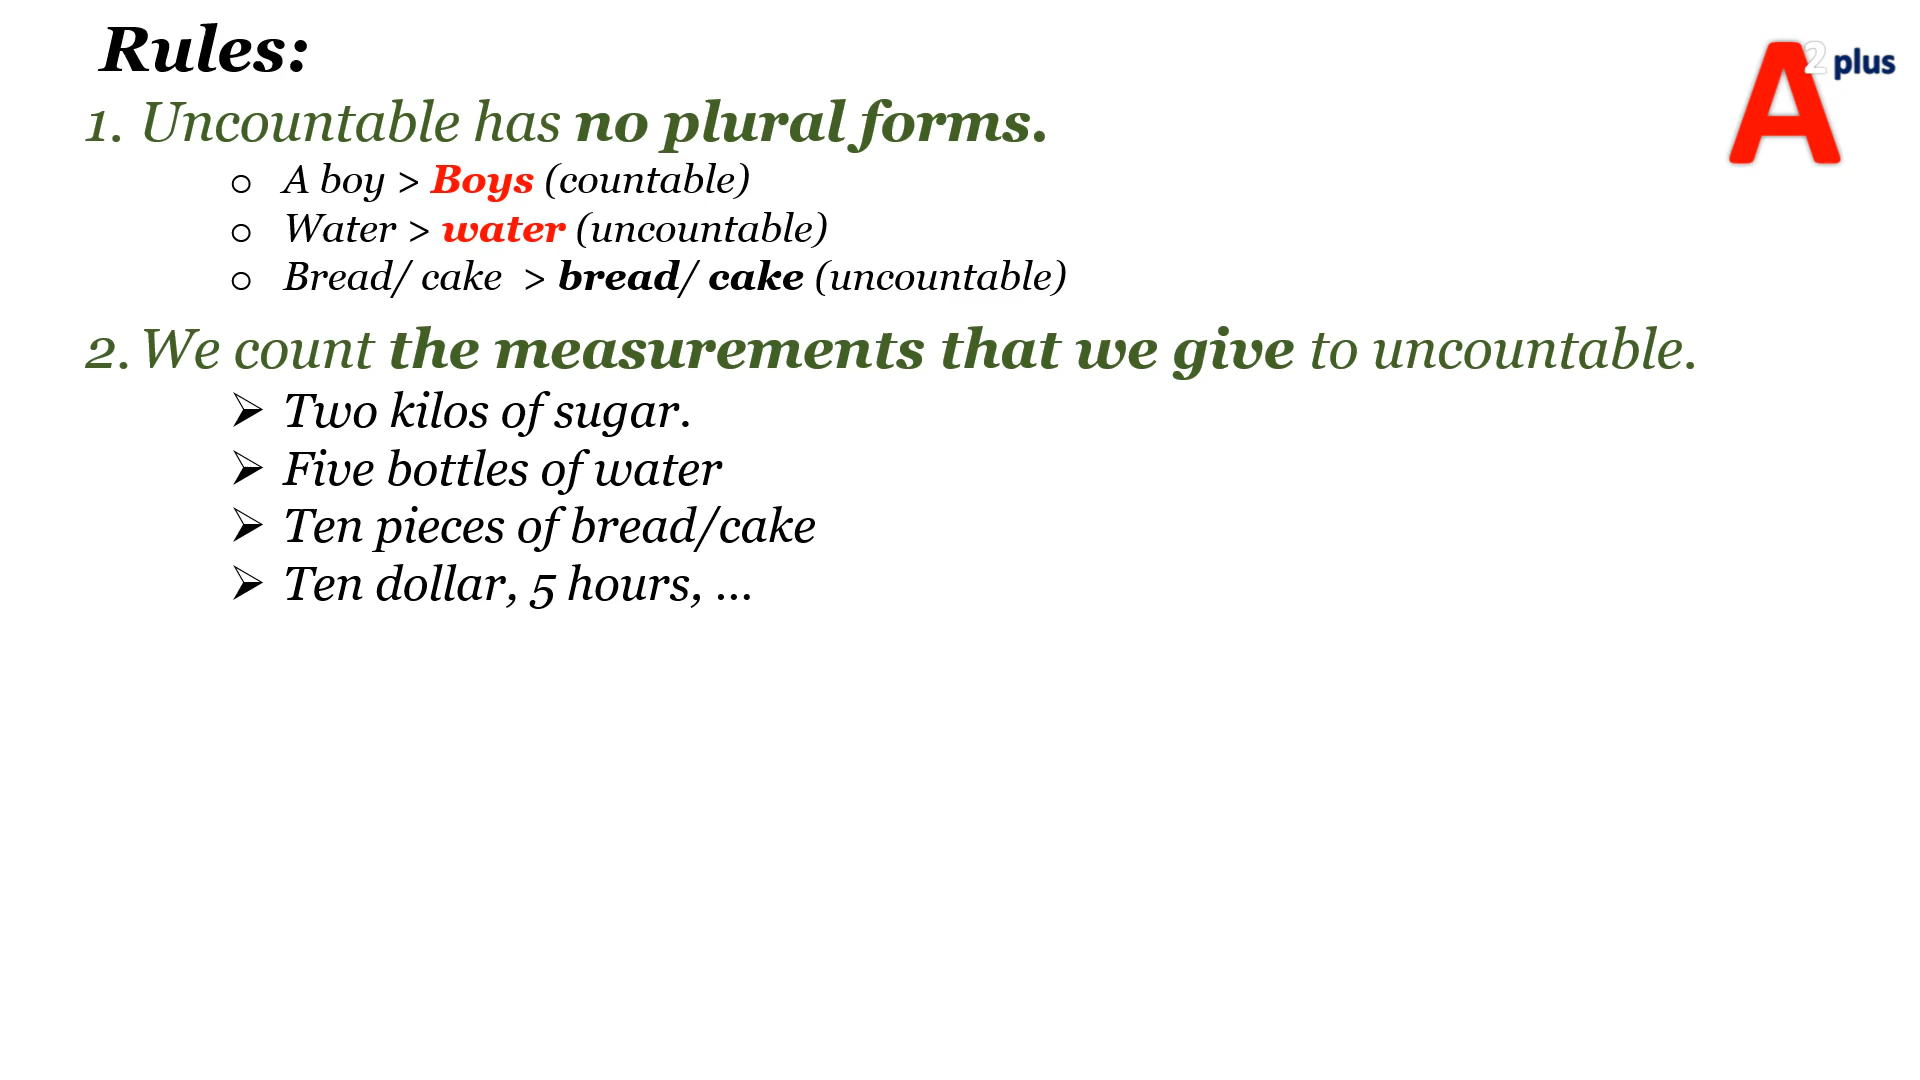 Rules:
A2 plus
1. Uncountable has no plural forms.
o A boy > Boys (countable)
o Water > water (uncountable)
o Bread/ cake > bread/ cake (uncountable)
2. We count the measurements that we give to uncountable.
➢ Two kilos of sugar.
➢ Five bottles of water
➢ Ten pieces of bread/cake
➢ Ten dollar, 5 hours, ...